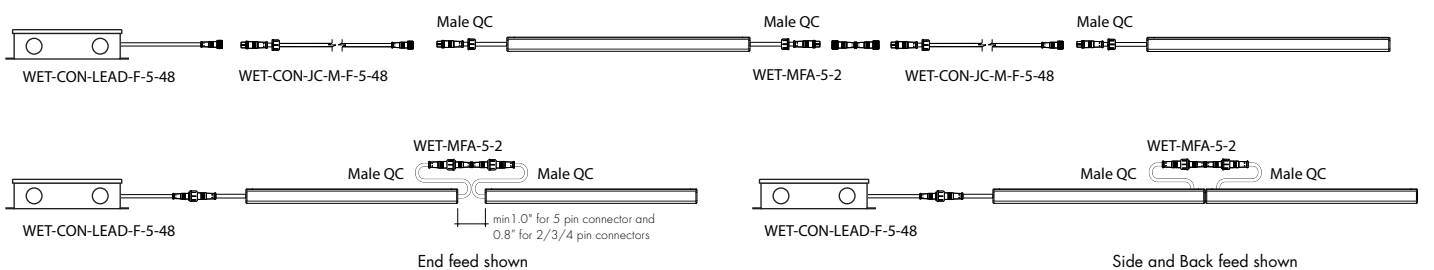 Male QC
Male QC
Male QC
WET-CON-LEAD-F-5-48
WET-CON-JC-M-F-5-48
WET-MFA-5-2
WET-CON-JC-M-F-5-48
WET-MFA-5-2
Male QC
Male QC
WET-CON-LEAD-F-5-48
min1.0" for 5 pin connector and
0.8" for 2/3/4 pin connectors
End feed shown
WET-MFA-5-2
Male QC
Male QC
WET-CON-LEAD-F-5-48
Side and Back feed shown